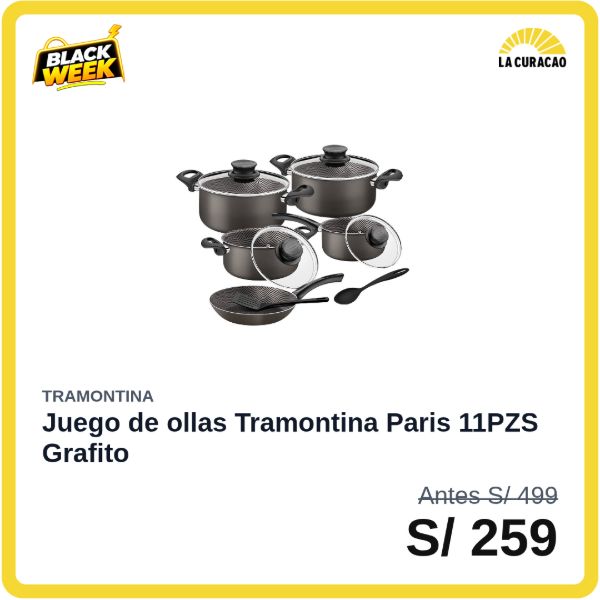 BLACK
WEEK
LA CURACAO
TRAMONTINA
Juego de ollas Tramontina Paris 11PZS
Grafito
Antes S/ 499
S/ 259